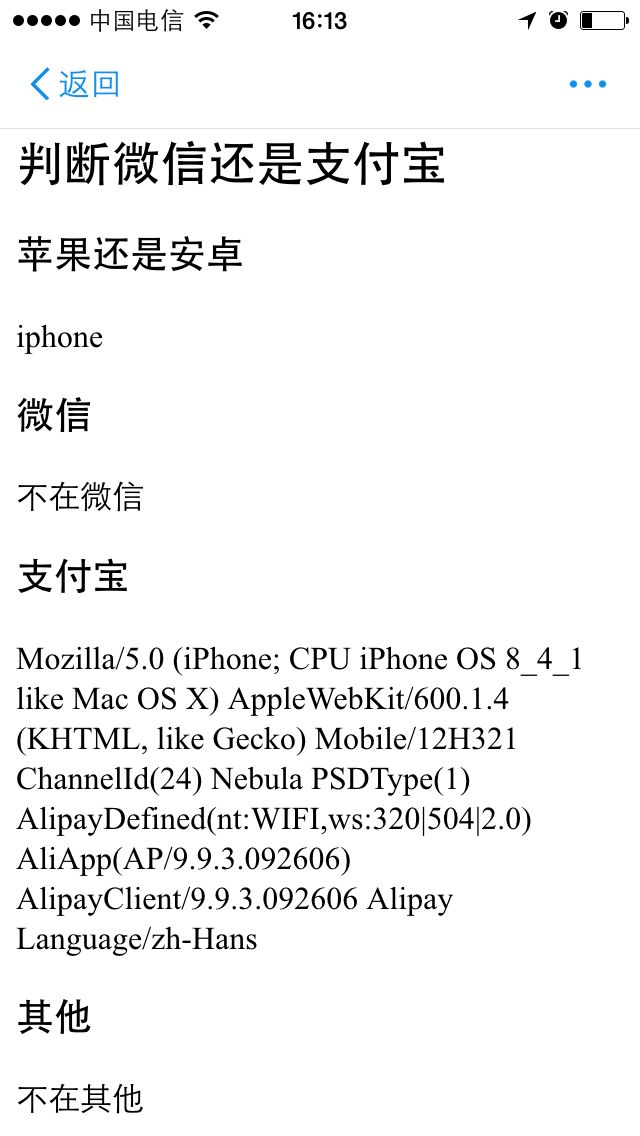 中国电信 16:13
返回
判断微信还是支付宝
苹果还是安卓
iphone
微信
不在微信
支付宝
Mozilla/5.0 (iPhone; CPU iPhone OS 8_4_1
like Mac OS X) AppleWebKit/600.1.4
(KHTML, like Gecko) Mobile/12H321
ChannelId(24) Nebula PSDType(1)
AlipayDefined(nt:WIFI,ws:320|504|2.0)
AliApp(AP/9.9.3.092606)
AlipayClient/9.9.3.092606 Alipay
Language/zh-Hans
其他
不在其他